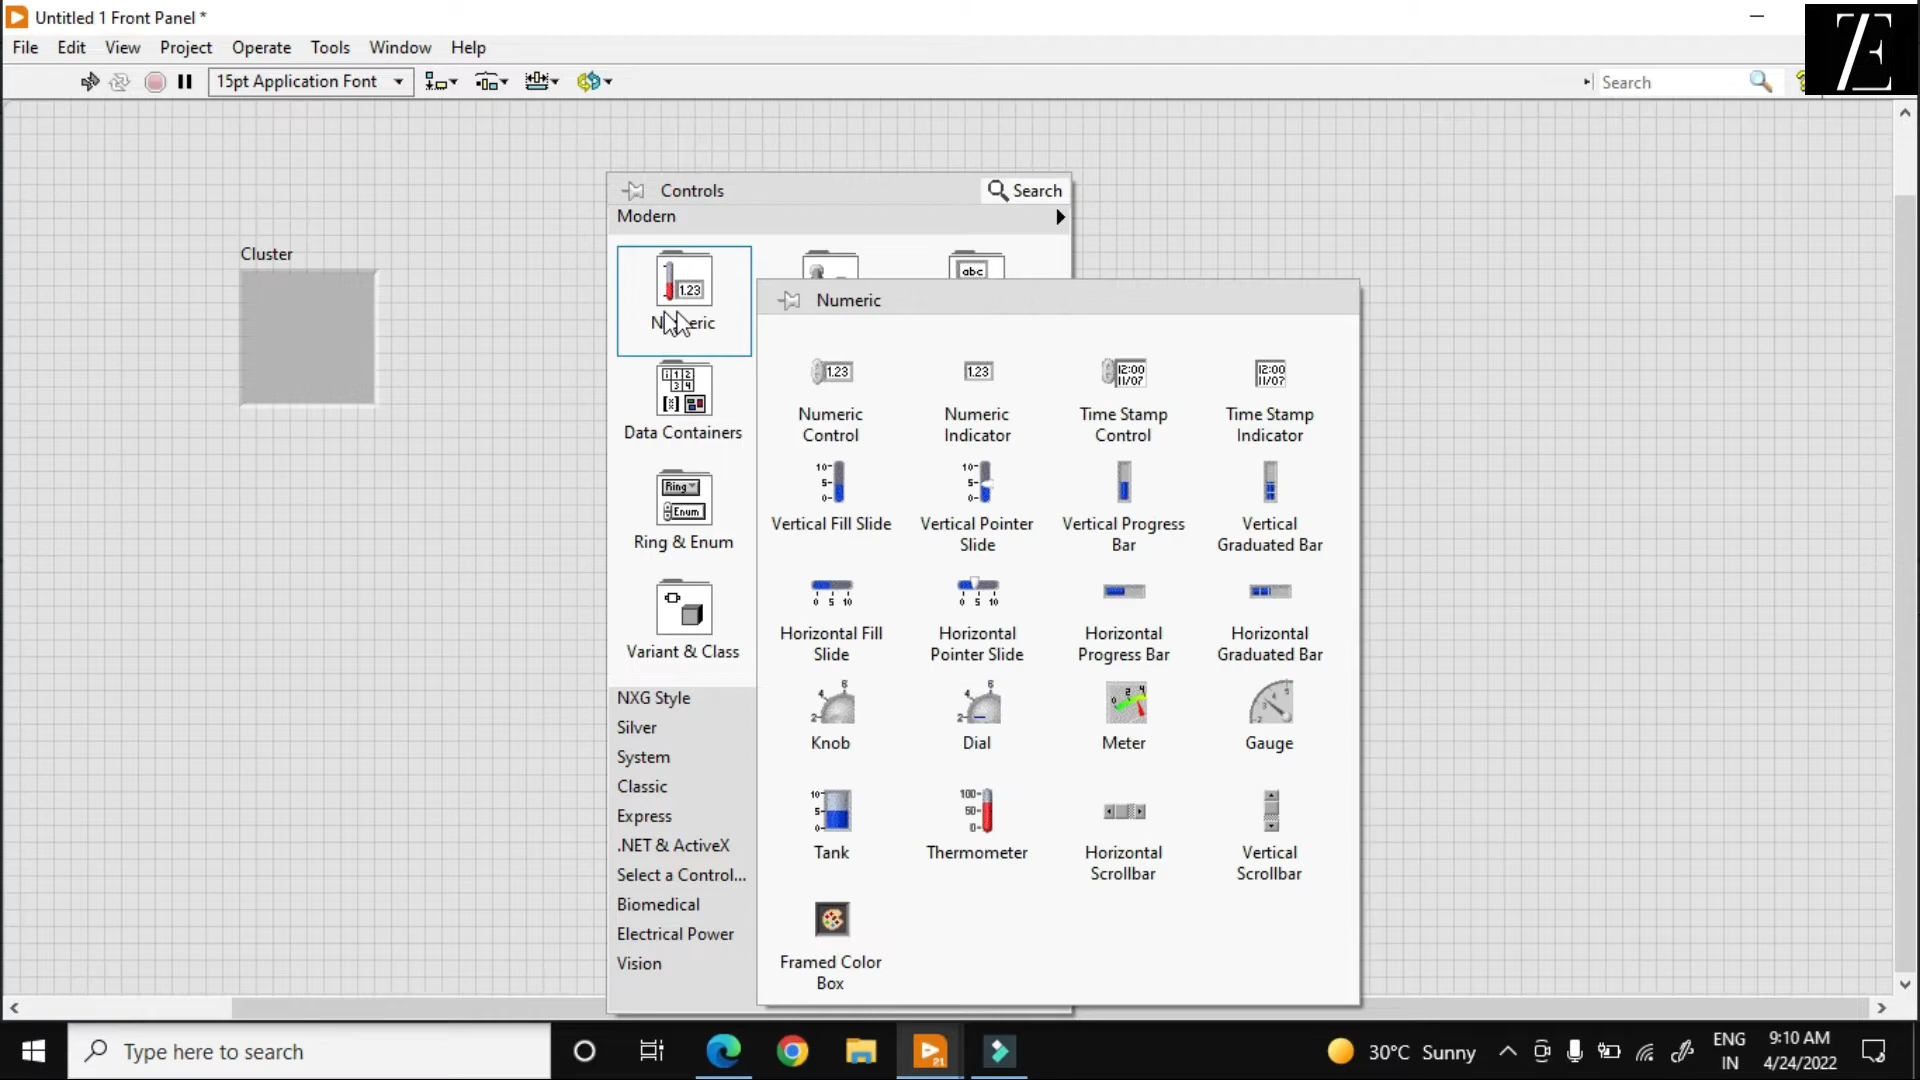 Untitled 1 Front Panel *
File Edit View Project Operate Tools Window Help
15pt Application Font
Search
ZE
Controls
Search
Modern
Cluster
Numeric
Data Containers
Ring & Enum
Variant & Class
NXG Style
Silver
System
Classic
Express
.NET & ActiveX
Select a Control...
Biomedical
Electrical Power
Vision
Numeric
Numeric
Control
Numeric
Indicator
Time Stamp
Control
Time Stamp
Indicator
Vertical Fill Slide
Vertical Pointer
Slide
Vertical Progress
Bar
Vertical
Graduated Bar
Horizontal Fill
Slide
Horizontal
Pointer Slide
Horizontal
Progress Bar
Horizontal
Graduated Bar
Knob
Dial
Meter
Gauge
Tank
Thermometer
Horizontal
Scrollbar
Vertical
Scrollbar
Framed Color
Box
Type here to search
30°C Sunny
ENG
IN
9:10 AM
4/24/2022